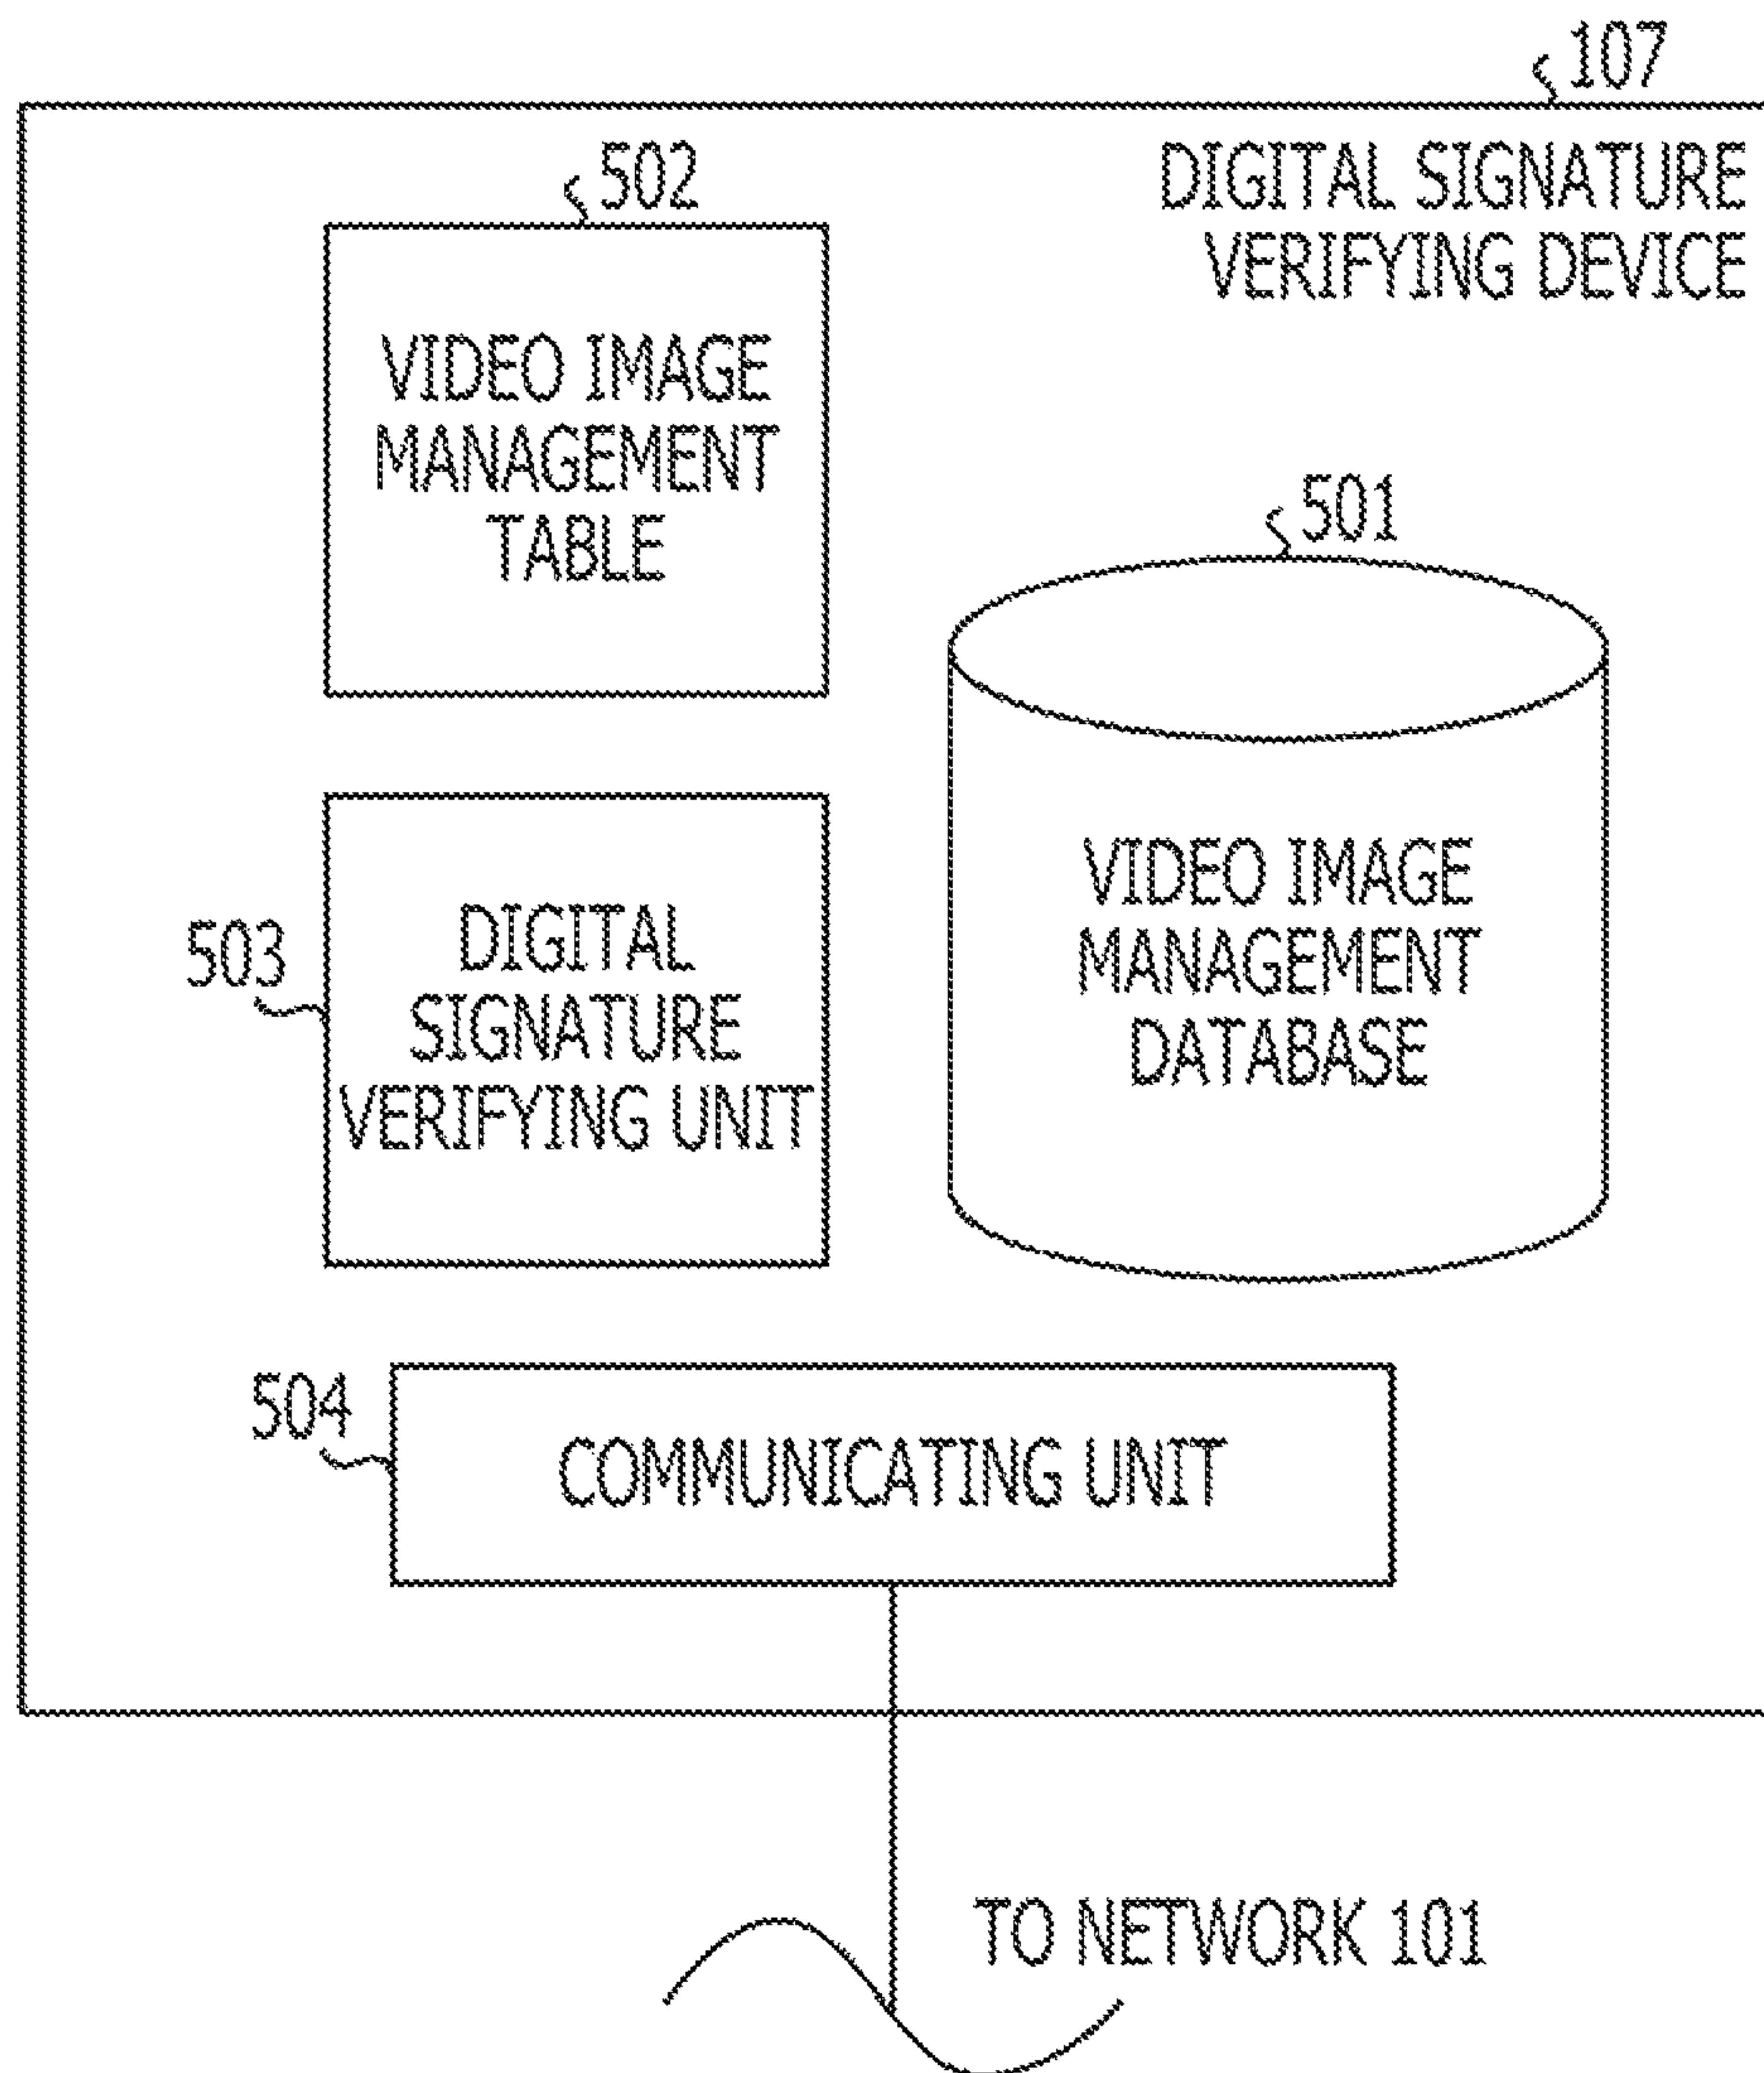 107
DIGITAL SIGNATURE
VERIFYING DEVICE
502
VIDEO IMAGE
MANAGEMENT
TABLE
501
VIDEO IMAGE
MANAGEMENT
DATABASE
503
DIGITAL
SIGNATURE
VERIFYING UNIT
504
COMMUNICATING UNIT
TO NETWORK 101